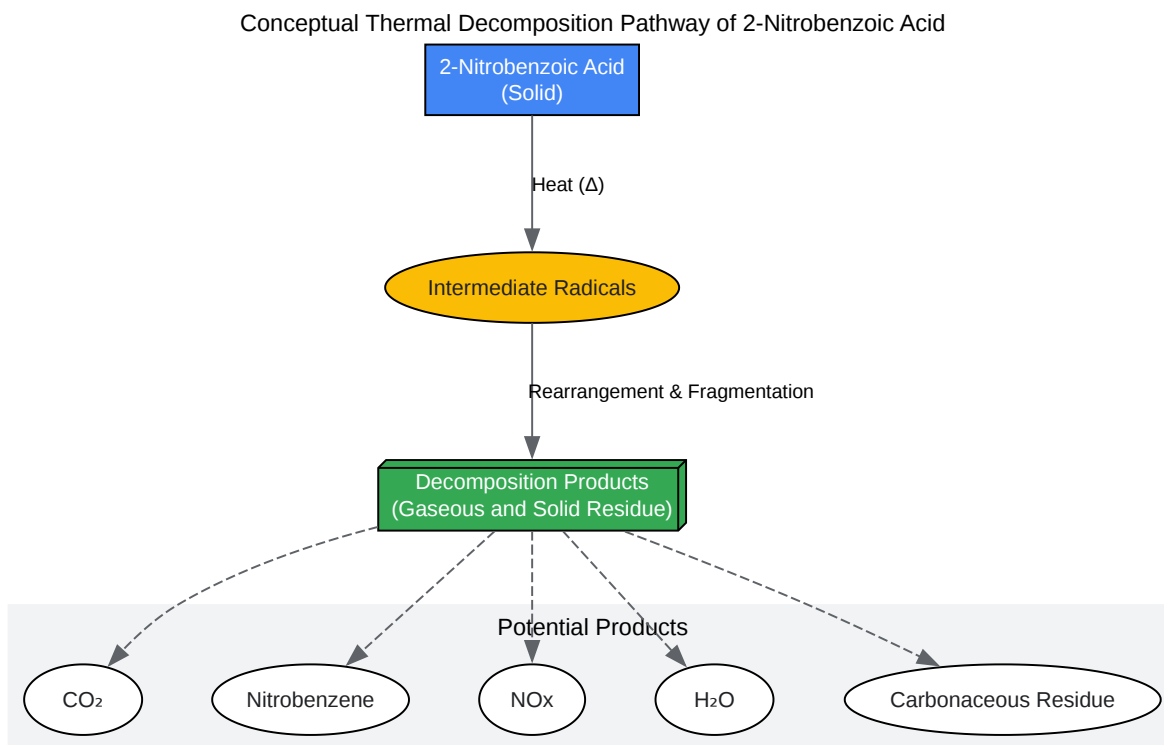 Conceptual Thermal Decomposition Pathway of 2-Nitrobenzoic Acid
2-Nitrobenzoic Acid
(Solid)
Heat (Δ)
Intermediate Radicals
Rearrangement & Fragmentation
Decomposition Products
(Gaseous and Solid Residue)
Potential Products
CO₂
Nitrobenzene
NOx
H₂O
Carbonaceous Residue